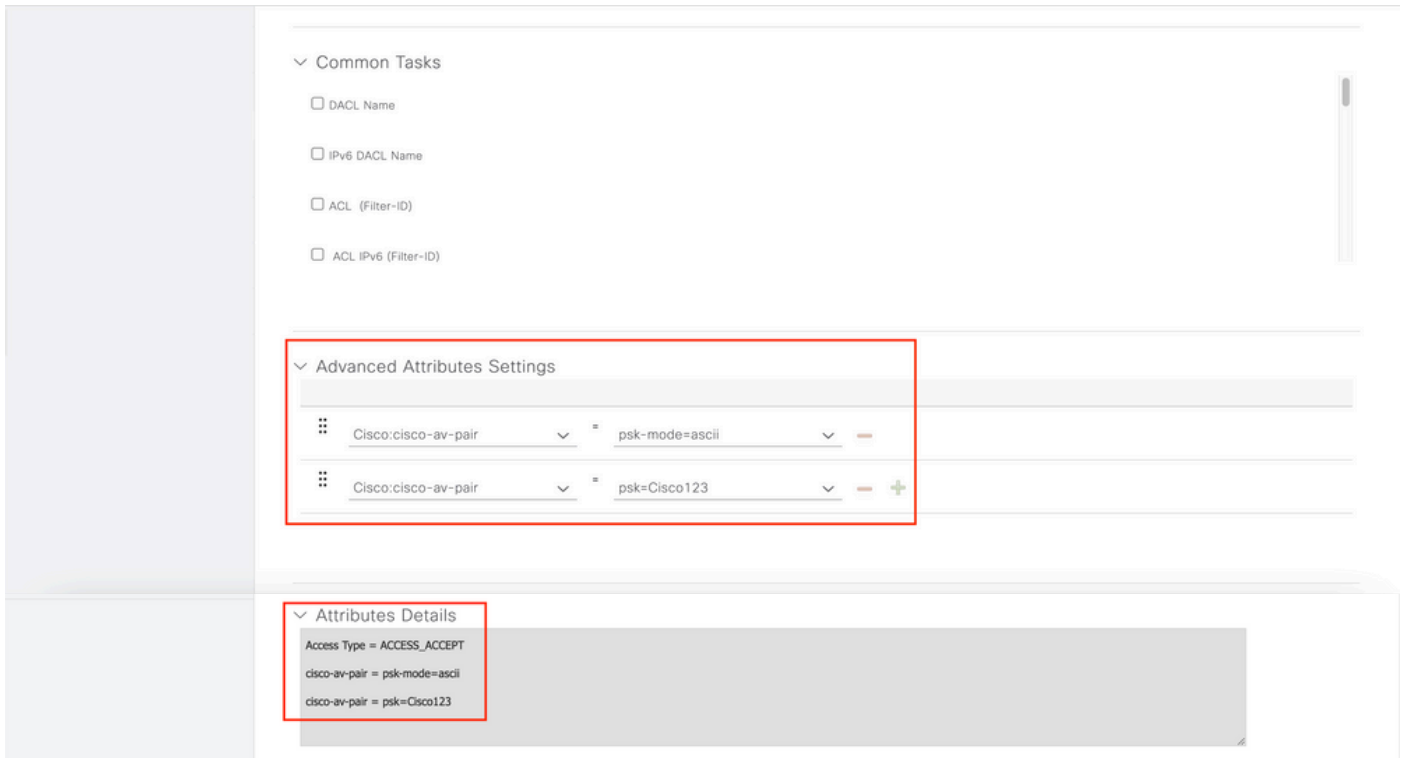 Common Tasks
DACL Name
IPv6 DACL Name
ACL (Filter-ID)
ACL IPv6 (Filter-ID)
Advanced Attributes Settings
Cisco:cisco-av-pair = psk-mode=ascii
Cisco:cisco-av-pair = psk=Cisco123
Attributes Details
Access Type = ACCESS_ACCEPT
cisco-av-pair = psk-mode=ascii
cisco-av-pair = psk=Cisco123